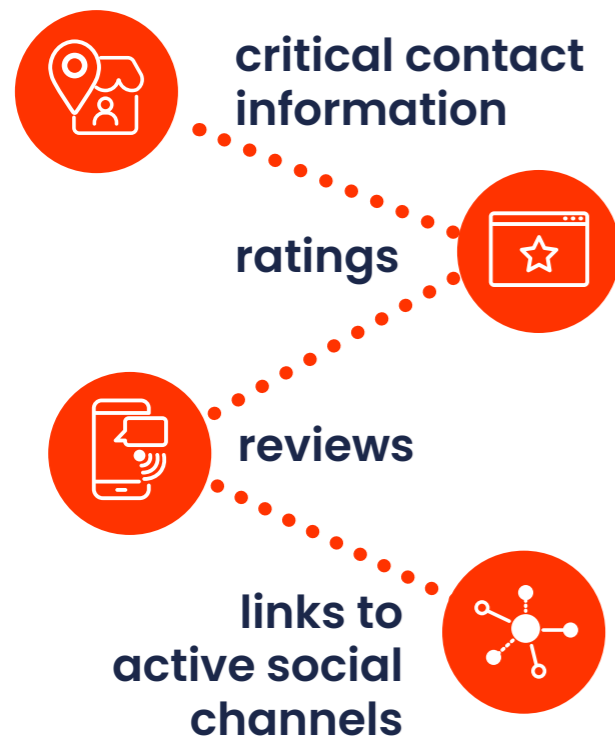 critical contact
information
ratings
reviews
links to
active social
channels